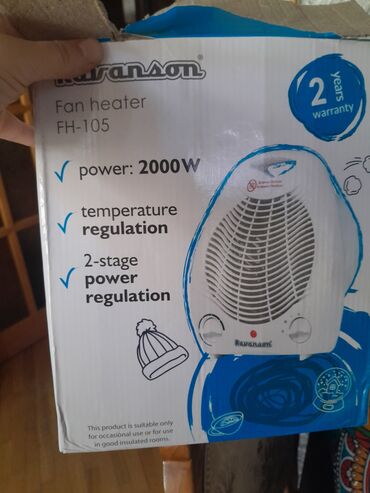 Ravanson
Fan heater
FH-105
2
years
warranty
power: 2000W
temperature
regulation
2-stage
power
regulation
Ravanson
This product is suitable only
for occasional use or for use
in good insulated rooms.